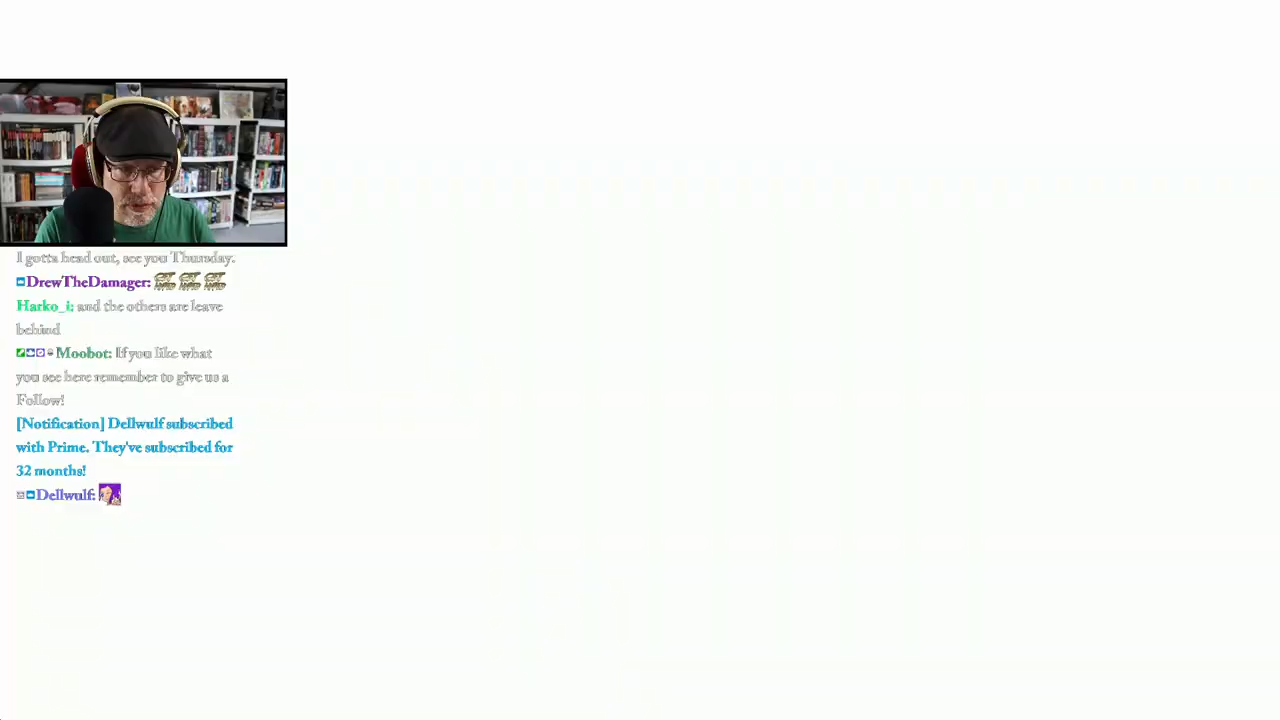 I gotta head out, see you Thursday.
DrewTheDamager:
Harko_i: and the others are leave
behind
Moobot: If you like what
you see here remember to give us a
Follow!
[Notification] Dellwulf subscribed
with Prime. They've subscribed for
32 months!
Dellwulf: